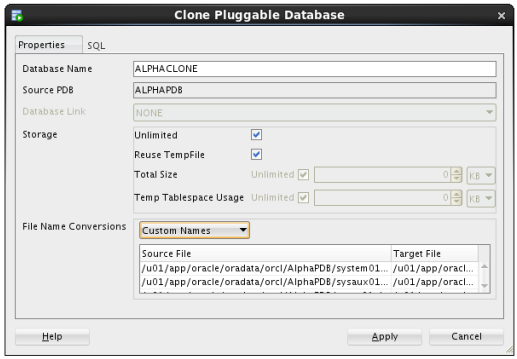 Clone Pluggable Database
Properties
SQL
Database Name
ALPHACLONE
Source PDB
ALPHAPDB
Database Link
NONE
Storage
Unlimited
Reuse TempFile
Total Size
Unlimited
0
KB
Temp Tablespace Usage
Unlimited
0
KB
File Name Conversions
Custom Names
Source File
Target File
/u01/app/oracle/oradata/orcl/AlphaPDB/system01...
/u01/app/oracl...
/u01/app/oracle/oradata/orcl/AlphaPDB/sysaux01...
/u01/app/oracl...
Help
Apply
Cancel